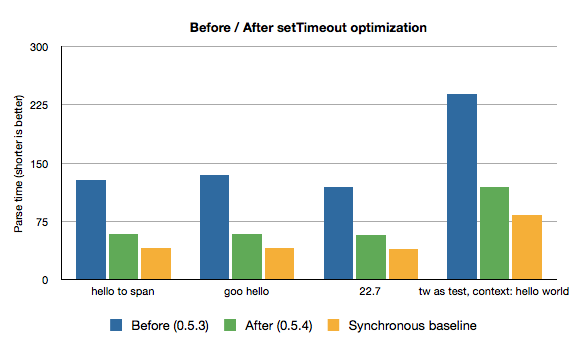 Before / After setTimeout optimization
Parse time (shorter is better)
300
225
150
75
0
hello to span
goo hello
22.7
tw as test, context: hello world
Before (0.5.3)
After (0.5.4)
Synchronous baseline